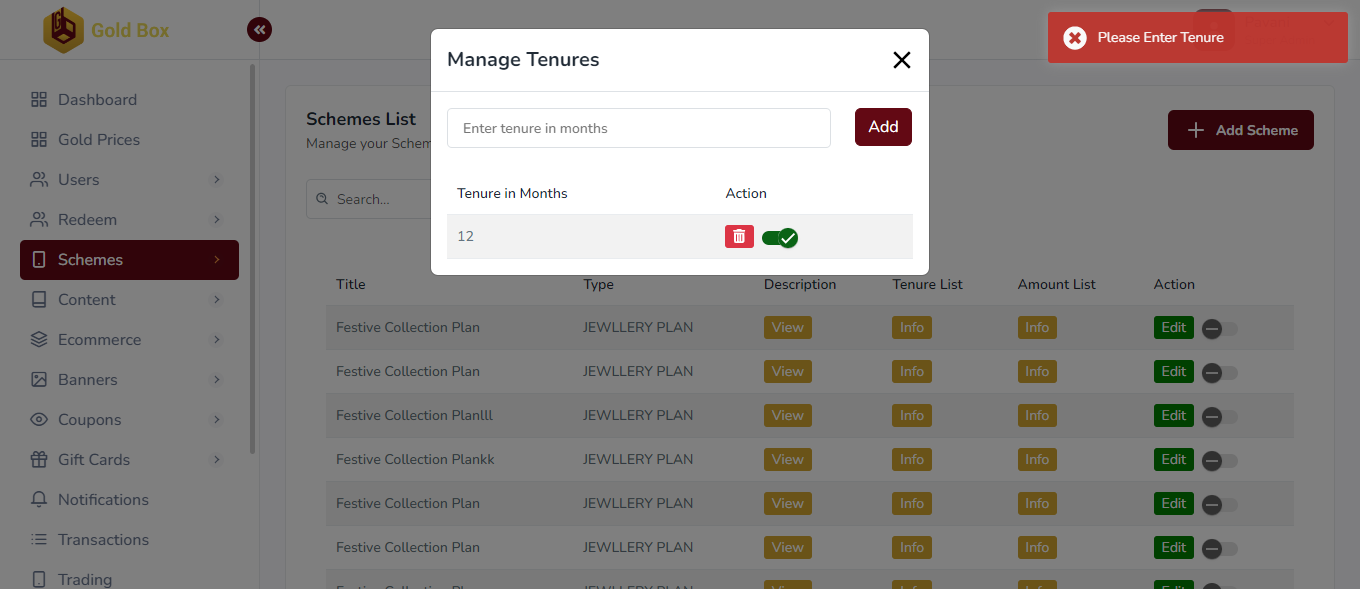 Gold Box
Please Enter Tenure
Manage Tenures
Enter tenure in months
Add
Tenure in Months Action
12
Dashboard
Gold Prices
Users
Redeem
Schemes
Content
Ecommerce
Banners
Coupons
Gift Cards
Notifications
Transactions
Trading
Schemes List
Manage your Schem
Add Scheme
Search...
Title Type Description Tenure List Amount List Action
Festive Collection Plan JEWLLERY PLAN View Info Info Edit
Festive Collection Plan JEWLLERY PLAN View Info Info Edit
Festive Collection Planlll JEWLLERY PLAN View Info Info Edit
Festive Collection Plankk JEWLLERY PLAN View Info Info Edit
Festive Collection Plan JEWLLERY PLAN View Info Info Edit
Festive Collection Plan JEWLLERY PLAN View Info Info Edit